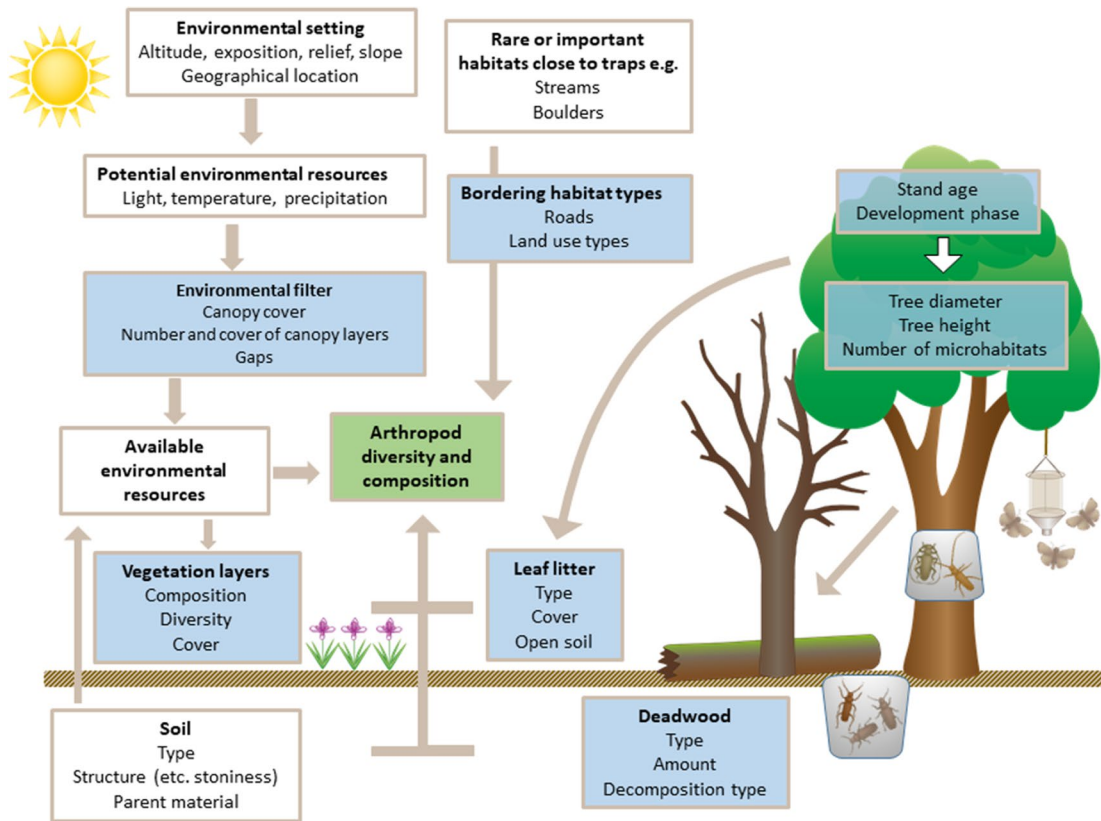 Environmental setting
Altitude, exposition, relief, slope
Geographical location
Rare or important
habitats close to traps e.g.
Streams
Boulders
Potential environmental resources
Light, temperature, precipitation
Bordering habitat types
Roads
Land use types
Stand age
Development phase
Environmental filter
Canopy cover
Number and cover of canopy layers
Gaps
Tree diameter
Tree height
Number of microhabitats
Available
environmental
resources
Arthropod
diversity and
composition
Vegetation layers
Composition
Diversity
Cover
Leaf litter
Type
Cover
Open soil
Soil
Type
Structure (etc. stoniness)
Parent material
Deadwood
Type
Amount
Decomposition type